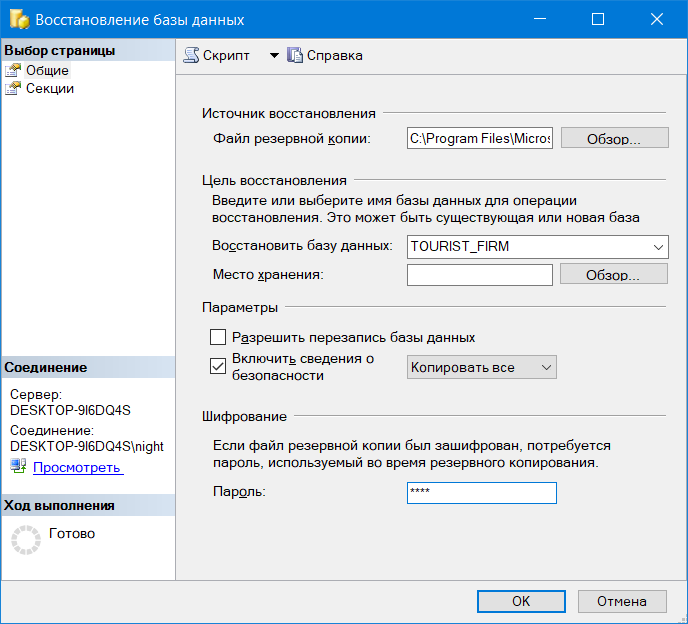 Восстановление базы данных
Выбор страницы
Общие
Секции
Скрипт
Справка
Источник восстановления
Файл резервной копии:
C:\Program Files\Micros
Обзор...
Цель восстановления
Введите или выберите имя базы данных для операции
восстановления. Это может быть существующая или новая база
Восстановить базу данных:
TOURIST_FIRM
Место хранения:
Обзор...
Параметры
Разрешить перезапись базы данных
Включить сведения о
безопасности
Копировать все
Шифрование
Если файл резервной копии был зашифрован, потребуется
пароль, используемый во время резервного копирования.
Пароль:
****
Соединение
Сервер:
DESKTOP-9I6DQ4S
Соединение:
DESKTOP-9I6DQ4S\night
Просмотреть
Ход выполнения
Готово
OK
Отмена